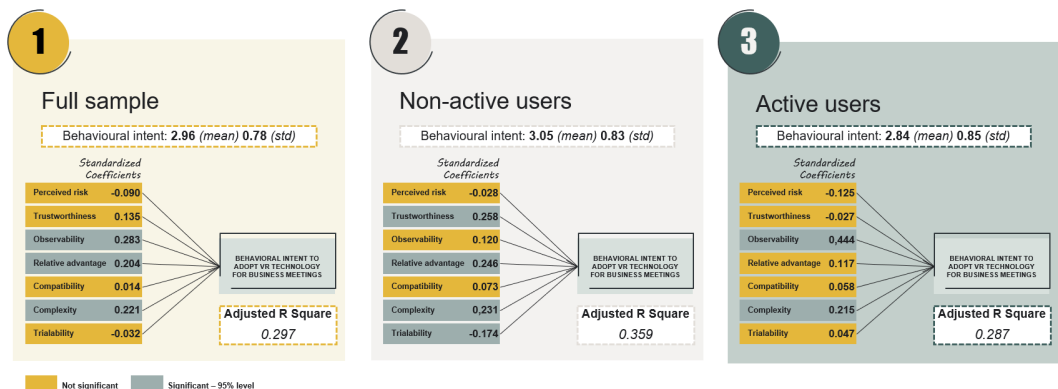 1
Full sample
Behavioural intent: 2.96 (mean) 0.78 (std)
Standardized
Coefficients
Perceived risk -0.090
Trustworthiness 0.135
Observability 0.283
Relative advantage 0.204
Compatibility 0.014
Complexity 0.221
Trialability -0.032
BEHAVIORAL INTENT TO
ADOPT VR TECHNOLOGY
FOR BUSINESS MEETINGS
Adjusted R Square
0.297
2
Non-active users
Behavioural intent: 3.05 (mean) 0.83 (std)
Standardized
Coefficients
Perceived risk -0.028
Trustworthiness 0.258
Observability 0.120
Relative advantage 0.246
Compatibility 0.073
Complexity 0,231
Trialability -0.174
BEHAVIORAL INTENT TO
ADOPT VR TECHNOLOGY
FOR BUSINESS MEETINGS
Adjusted R Square
0.359
3
Active users
Behavioural intent: 2.84 (mean) 0.85 (std)
Standardized
Coefficients
Perceived risk -0.125
Trustworthiness -0.027
Observability 0,444
Relative advantage 0.117
Compatibility 0.058
Complexity 0.215
Trialability 0.047
BEHAVIORAL INTENT TO
ADOPT VR TECHNOLOGY
FOR BUSINESS MEETINGS
Adjusted R Square
0.287
Not significant
Significant – 95% level